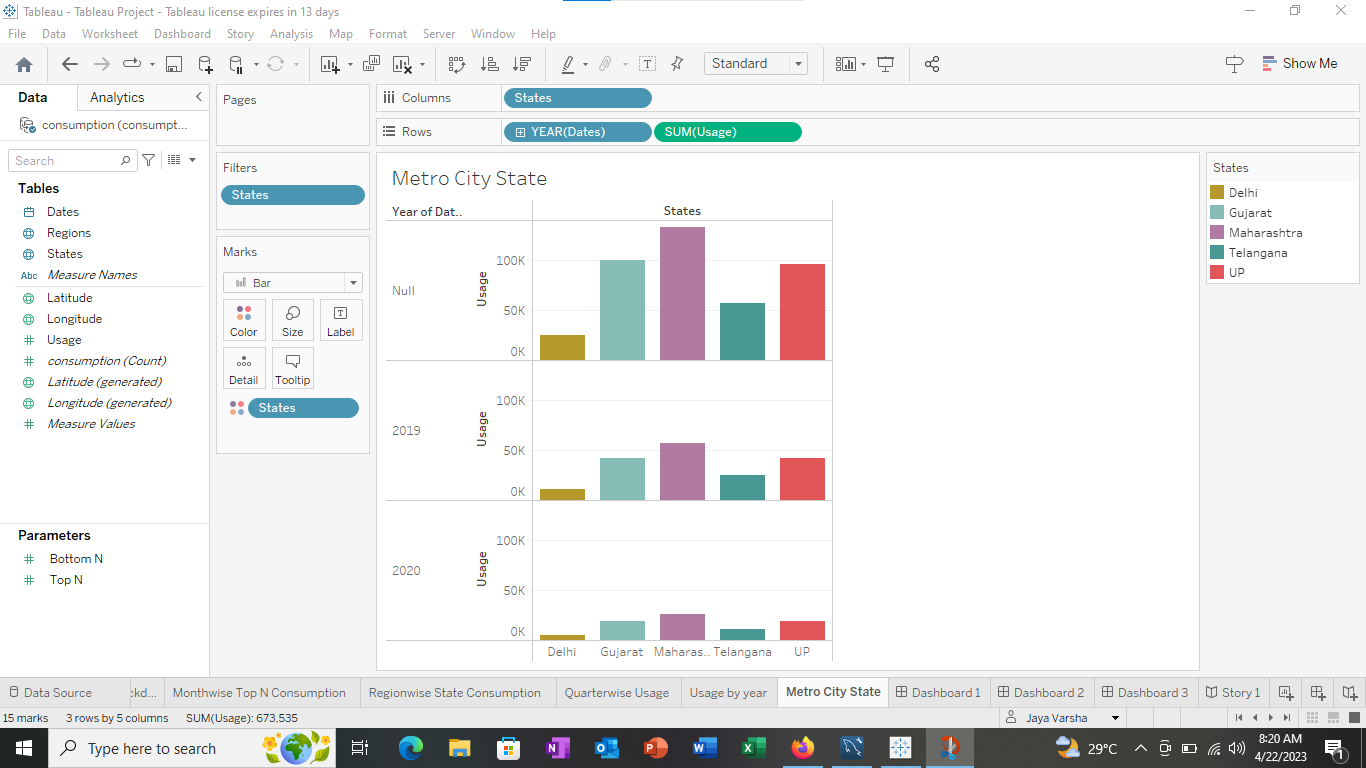 Tableau - Tableau Project - Tableau license expires in 13 days
File Data Worksheet Dashboard Story Analysis Map Format Server Window Help
Standard
Show Me
Data Analytics
consumption (consumpt...
Search
Tables
Dates
Regions
States
Abc Measure Names
Latitude
Longitude
Usage
consumption (Count)
Latitude (generated)
Longitude (generated)
Measure Values
Parameters
Bottom N
Top N
Pages
Filters
States
Marks
Bar
Color Size Label
Detail Tooltip
States
Columns States
Rows YEAR(Dates) SUM(Usage)
Metro City State
Year of Dat.. States
Null Usage 100K 50K 0K
2019 Usage 100K 50K 0K
2020 Usage 100K 50K 0K
Delhi Gujarat Maharas.. Telangana UP
States
Delhi
Gujarat
Maharashtra
Telangana
UP
Data Source :kd... Monthwise Top N Consumption Regionwise State Consumption Quarterwise Usage Usage by year Metro City State Dashboard 1 Dashboard 2 Dashboard 3 Story 1
15 marks 3 rows by 5 columns SUM(Usage): 673,535 Jaya Varsha
Type here to search 29°C 8:20 AM
4/22/2023 1